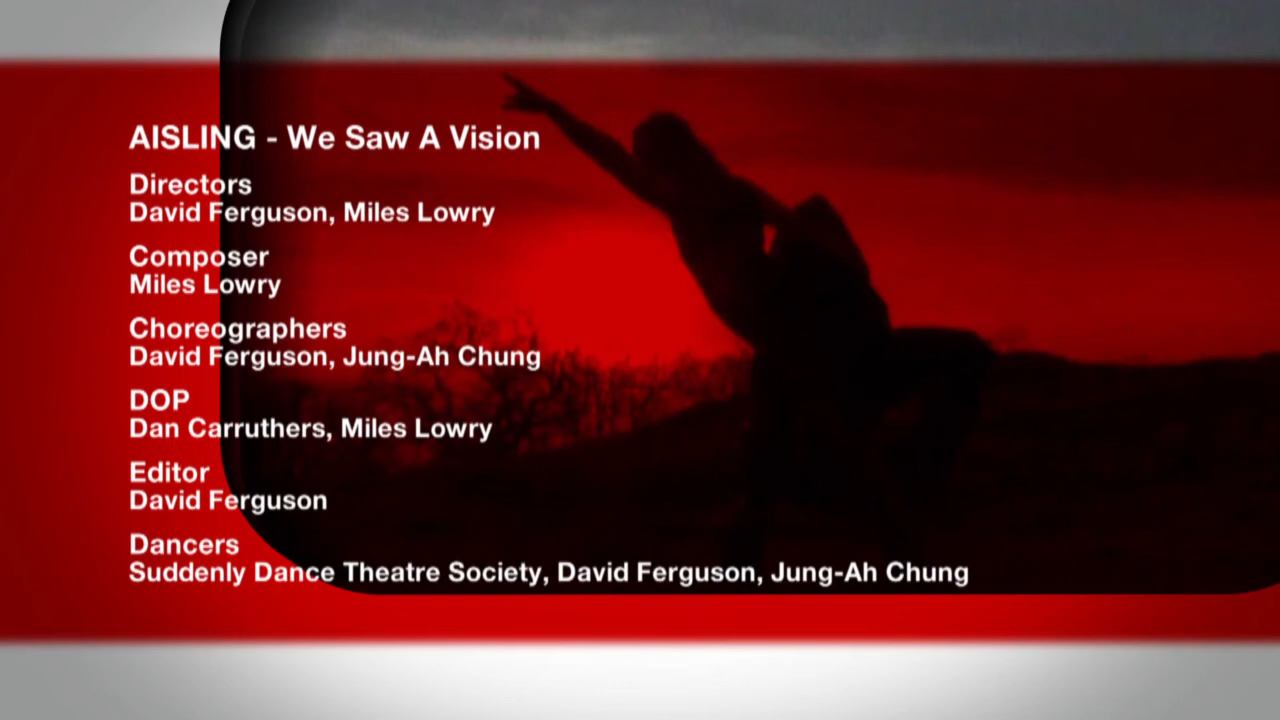 AISLING - We Saw A Vision
Directors
David Ferguson, Miles Lowry
Composer
Miles Lowry
Choreographers
David Ferguson, Jung-Ah Chung
DOP
Dan Carruthers, Miles Lowry
Editor
David Ferguson
Dancers
Suddenly Dance Theatre Society, David Ferguson, Jung-Ah Chung